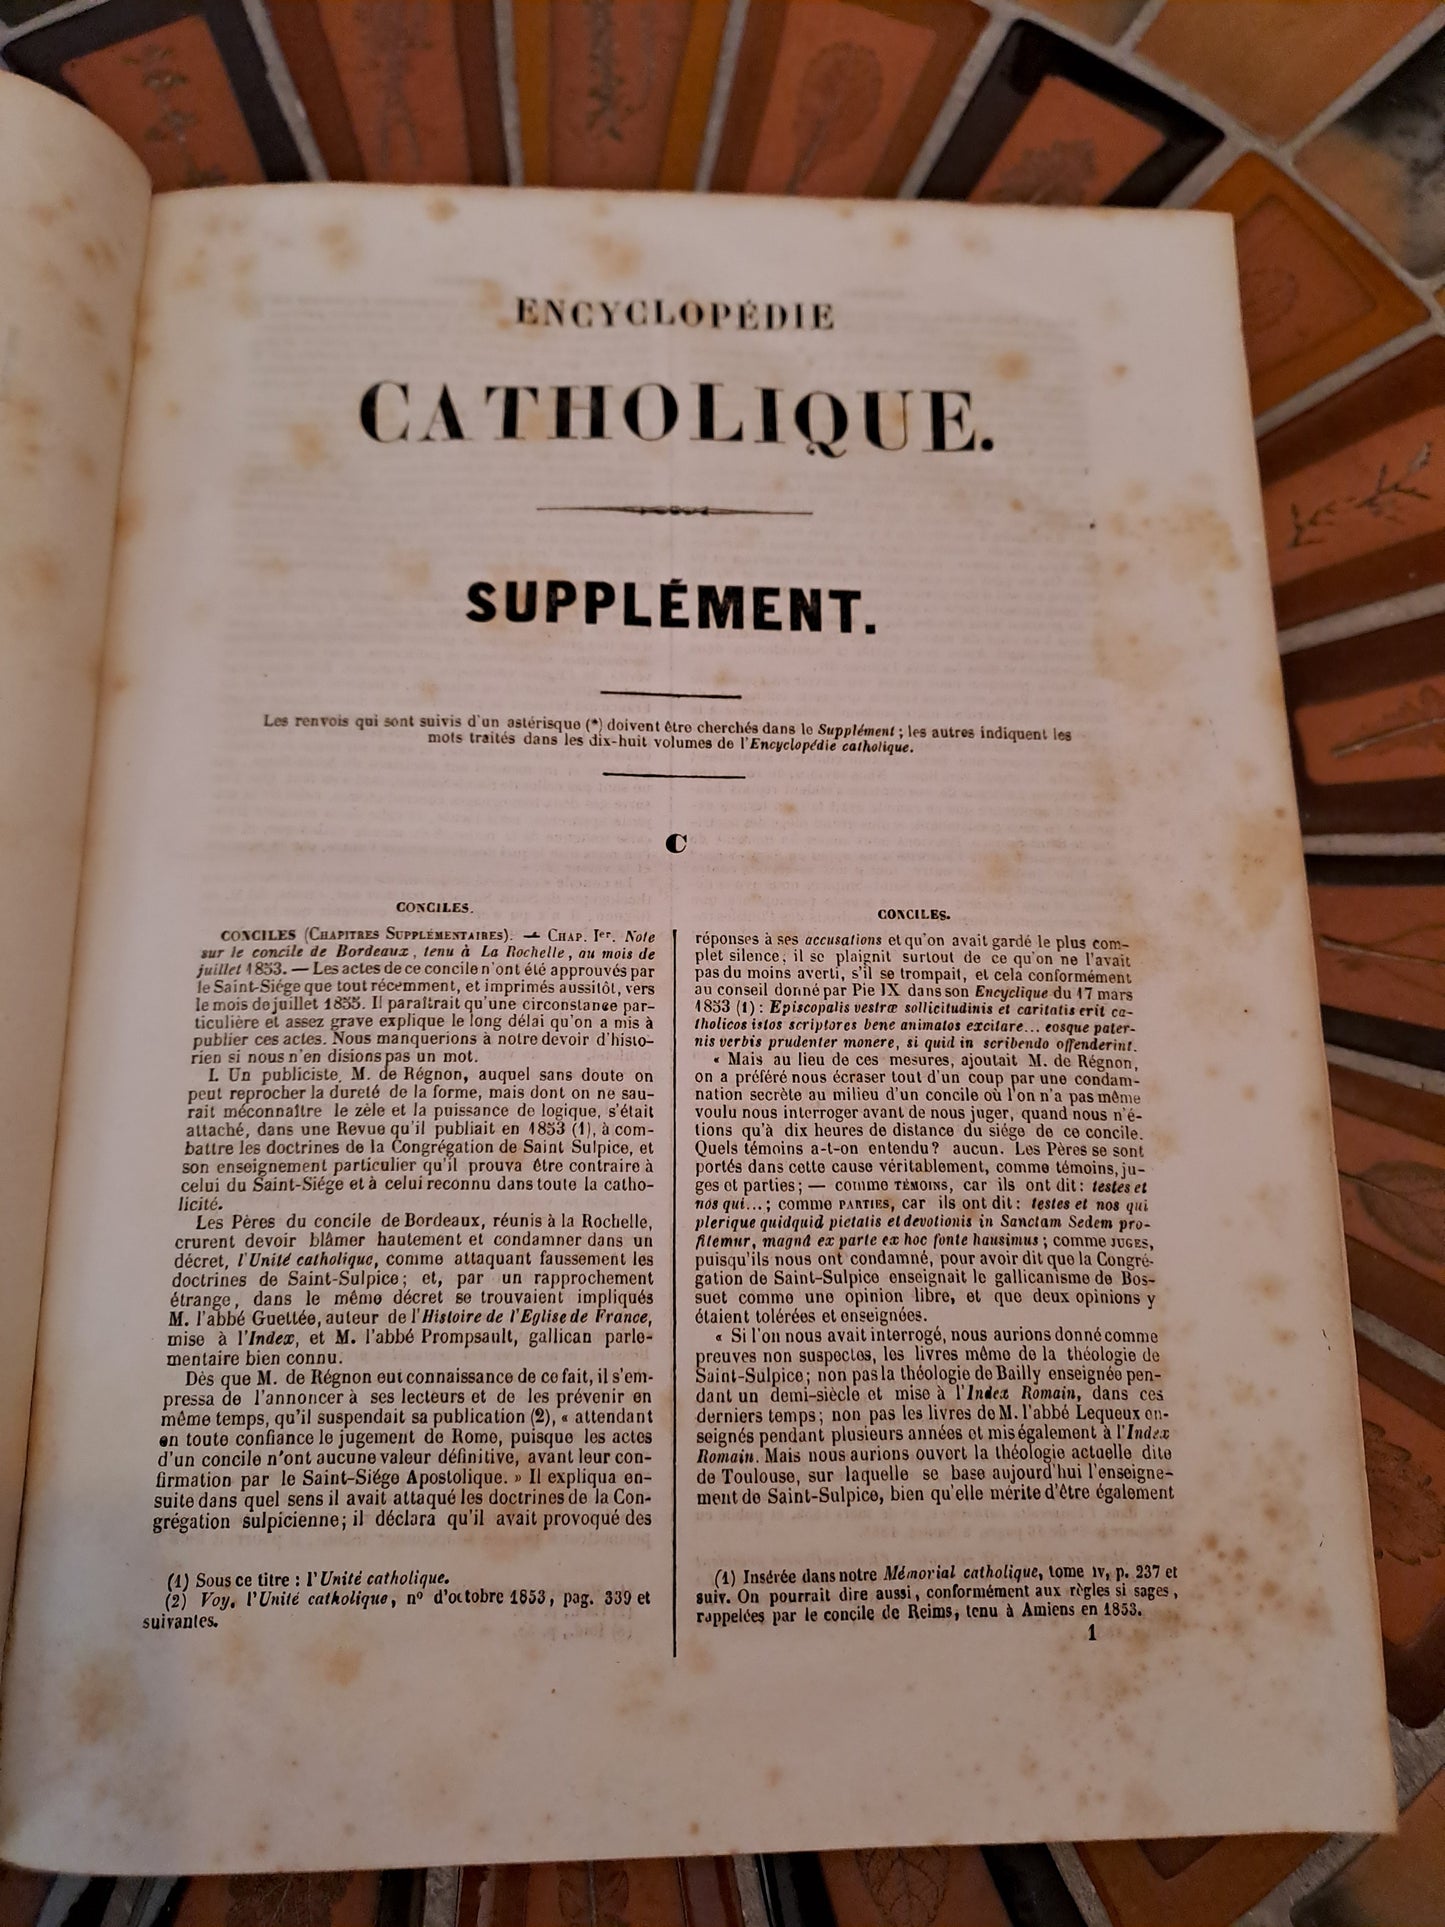 ENCYCLOPÉDIE
CATHOLIQUE.
SUPPLÉMENT.
Les renvois qui sont suivis d'un astérisque (*) doivent être cherchés dans le Supplément ; les autres indiquent les
mots traités dans les dix-huit volumes de l'Encyclopédie catholique.
C
CONCILES.
CONCILES (CHAPITRES SUPPLÉMENTAIRES). — CHAP. Ier. Note
sur le concile de Bordeaux, tenu à La Rochelle, au mois de
juillet 1853. — Les actes de ce concile n'ont été approuvés par
le Saint-Siége que tout récemment, et imprimés aussitôt, vers
le mois de juillet 1855. Il paraîtrait qu'une circonstance par-
ticulière et assez grave explique le long délai qu'on a mis à
publier ces actes. Nous manquerions à notre devoir d'histo-
rien si nous n'en disions pas un mot.
I. Un publiciste, M. de Régnon, auquel sans doute on
peut reprocher la dureté de la forme, mais dont on ne sau-
rait méconnaître le zèle et la puissance de logique, s'était
attaché, dans une Revue qu'il publiait en 1853 (1), à com-
battre les doctrines de la Congrégation de Saint Sulpice, et
son enseignement particulier qu'il prouva être contraire à
celui du Saint-Siége et à celui reconnu dans toute la catho-
licité.
Les Pères du concile de Bordeaux, réunis à la Rochelle,
crurent devoir blâmer hautement et condamner dans un
décret, l'Unité catholique, comme attaquant faussement les
doctrines de Saint-Sulpice ; et, par un rapprochement
étrange, dans le même décret se trouvaient impliqués
M. l'abbé Guettée, auteur de l'Histoire de l'Eglise de France,
mise à l'Index, et M. l'abbé Prompsault, gallican parle-
mentaire bien connu.
Dès que M. de Régnon eut connaissance de ce fait, il s'em-
pressa de l'annoncer à ses lecteurs et de les prévenir en
même temps, qu'il suspendait sa publication (2), « attendant
en toute confiance le jugement de Rome, puisque les actes
d'un concile n'ont aucune valeur définitive, avant leur con-
firmation par le Saint-Siége Apostolique. » Il expliqua en-
suite dans quel sens il avait attaqué les doctrines de la Con-
grégation sulpicienne; il déclara qu'il avait provoqué des
(1) Sous ce titre : l'Unité catholique.
(2) Voy. l'Unité catholique, n° d'octobre 1853, pag. 339 et
suivantes.
CONCILES.
réponses à ses accusations et qu'on avait gardé le plus com-
plet silence; il se plaignit surtout de ce qu'on ne l'avait
pas du moins averti, s'il se trompait, et cela conformément
au conseil donné par Pie IX dans son Encyclique du 17 mars
1853 (1) : Episcopalis vestræ sollicitudinis et caritatis erit ca-
tholicos istos scriptores bene animatos excitare... eosque pater-
nis verbis prudenter monere, si quid in scribendo offenderint.
« Mais au lieu de ces mesures, ajoutait M. de Régnon,
on a préféré nous écraser tout d'un coup par une condam-
nation secrète au milieu d'un concile où l'on n'a pas même
voulu nous interroger avant de nous juger, quand nous n'é-
tions qu'à dix heures de distance du siége de ce concile.
Quels témoins a-t-on entendu? aucun. Les Pères se sont
portés dans cette cause véritablement, comme témoins, ju-
ges et parties; — comme TÉMOINS, car ils ont dit: testes et
nos qui...; comme PARTIES, car ils ont dit : testes et nos qui
plerique quidquid pietatis et devotionis in Sanctam Sedem pro-
fitemur, magnâ ex parte ex hoc fonte hausimus ; comme JUGES,
puisqu'ils nous ont condamné, pour avoir dit que la Congré-
gation de Saint-Sulpice enseignait le gallicanisme de Bos-
suet comme une opinion libre, et que deux opinions y
étaient tolérées et enseignées.
« Si l'on nous avait interrogé, nous aurions donné comme
preuves non suspectes, les livres même de la théologie de
Saint-Sulpice; non pas la théologie de Bailly enseignée pen-
dant un demi-siècle et mise à l'Index Romain, dans ces
derniers temps; non pas les livres de M. l'abbé Lequeux en-
seignés pendant plusieurs années et mis également à l'Index
Romain. Mais nous aurions ouvert la théologie actuelle dite
de Toulouse, sur laquelle se base aujourd'hui l'enseigne-
ment de Saint-Sulpice, bien qu'elle mérite d'être également
(1) Insérée dans notre Mémorial catholique, tome IV, p. 237 et
suiv. On pourrait dire aussi, conformément aux règles si sages,
rappelées par le concile de Reims, tenu à Amiens en 1853.
1